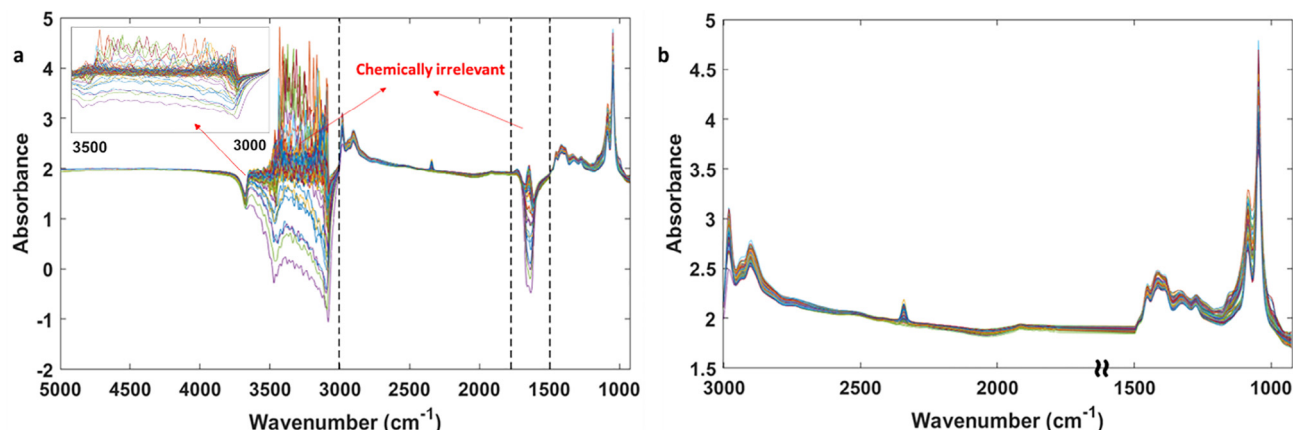 a
5
4
3
2
1
0
-1
-2
Absorbance
3500
3000
Chemically irrelevant
5000 4500 4000 3500 3000 2500 2000 1500 1000
Wavenumber (cm-1)
b
5
4.5
4
3.5
3
2.5
2
1.5
Absorbance
3000 2500 2000 1500 1000
Wavenumber (cm-1)